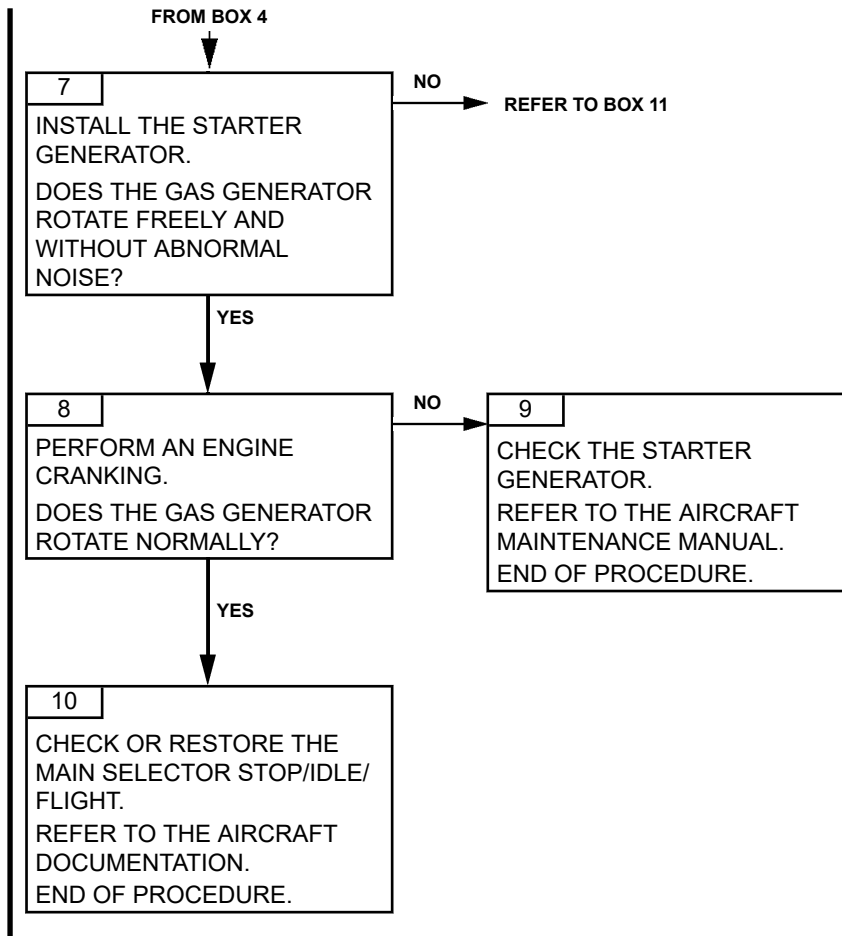 FROM BOX 4
7
NO
REFER TO BOX 11
INSTALL THE STARTER
GENERATOR.
DOES THE GAS GENERATOR
ROTATE FREELY AND
WITHOUT ABNORMAL
NOISE?
YES
8
NO
PERFORM AN ENGINE
CRANKING.
DOES THE GAS GENERATOR
ROTATE NORMALLY?
9
CHECK THE STARTER
GENERATOR.
REFER TO THE AIRCRAFT
MAINTENANCE MANUAL.
END OF PROCEDURE.
YES
10
CHECK OR RESTORE THE
MAIN SELECTOR STOP/IDLE/
FLIGHT.
REFER TO THE AIRCRAFT
DOCUMENTATION.
END OF PROCEDURE.